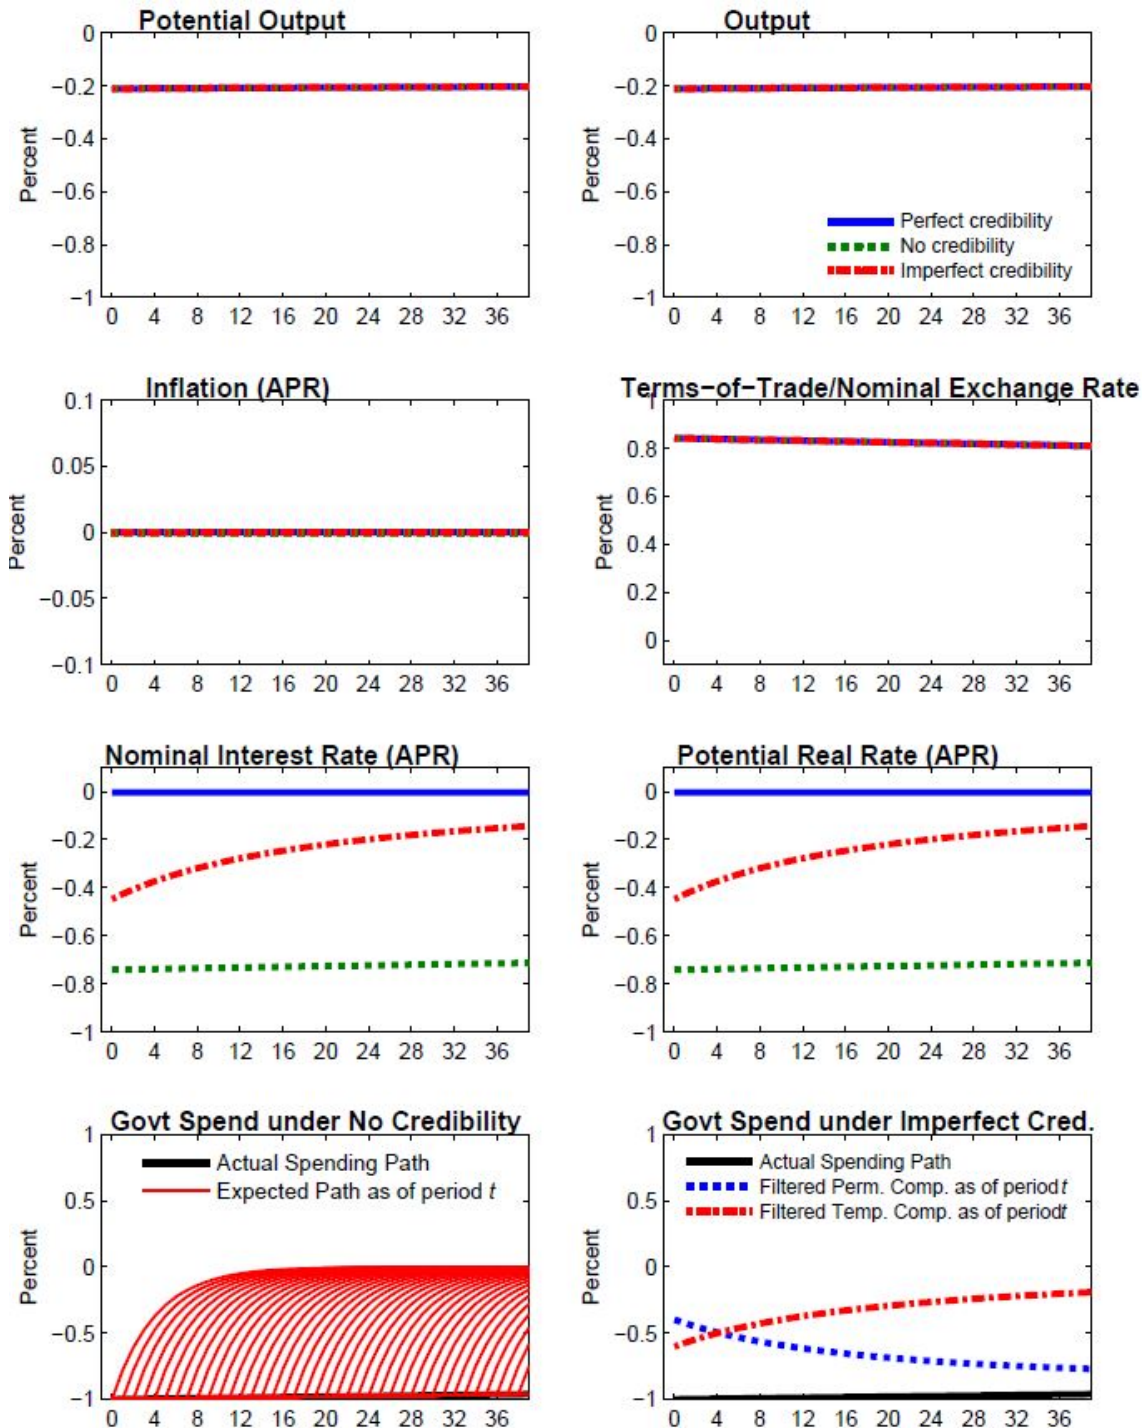 Potential Output
Output
0
−0.2
−0.4
−0.6
−0.8
−1
Percent
0 4 8 12 16 20 24 28 32 36
0
−0.2
−0.4
−0.6
−0.8
−1
Percent
Perfect credibility
No credibility
Imperfect credibility
0 4 8 12 16 20 24 28 32 36
Inflation (APR)
Terms−of−Trade/Nominal Exchange Rate
0.1
0.05
0
−0.05
−0.1
Percent
0 4 8 12 16 20 24 28 32 36
1
0.8
0.6
0.4
0.2
0
Percent
0 4 8 12 16 20 24 28 32 36
Nominal Interest Rate (APR)
Potential Real Rate (APR)
0
−0.2
−0.4
−0.6
−0.8
−1
Percent
0 4 8 12 16 20 24 28 32 36
0
−0.2
−0.4
−0.6
−0.8
−1
Percent
0 4 8 12 16 20 24 28 32 36
Govt Spend under No Credibility
Govt Spend under Imperfect Cred.
1
0.5
0
−0.5
−1
Percent
Actual Spending Path
Expected Path as of period t
0 4 8 12 16 20 24 28 32 36
1
0.5
0
−0.5
−1
Percent
Actual Spending Path
Filtered Perm. Comp. as of period t
Filtered Temp. Comp. as of period t
0 4 8 12 16 20 24 28 32 36